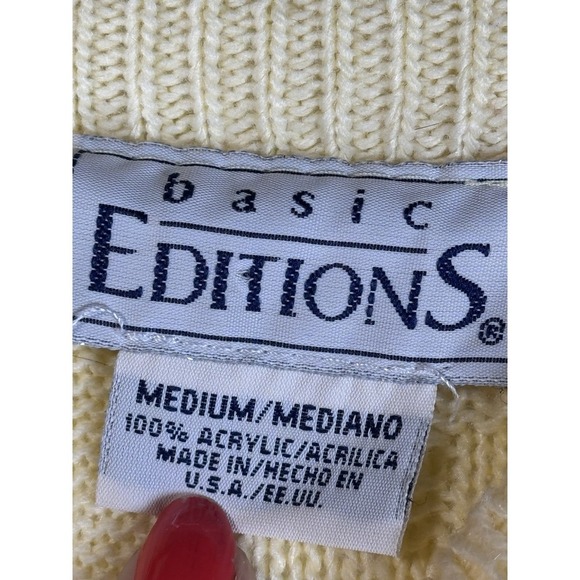 basic
EDITIONS®
MEDIUM/MEDIANO
100% ACRYLIC/ACRILICA
MADE IN/HECHO EN
U.S.A./EE.UU.